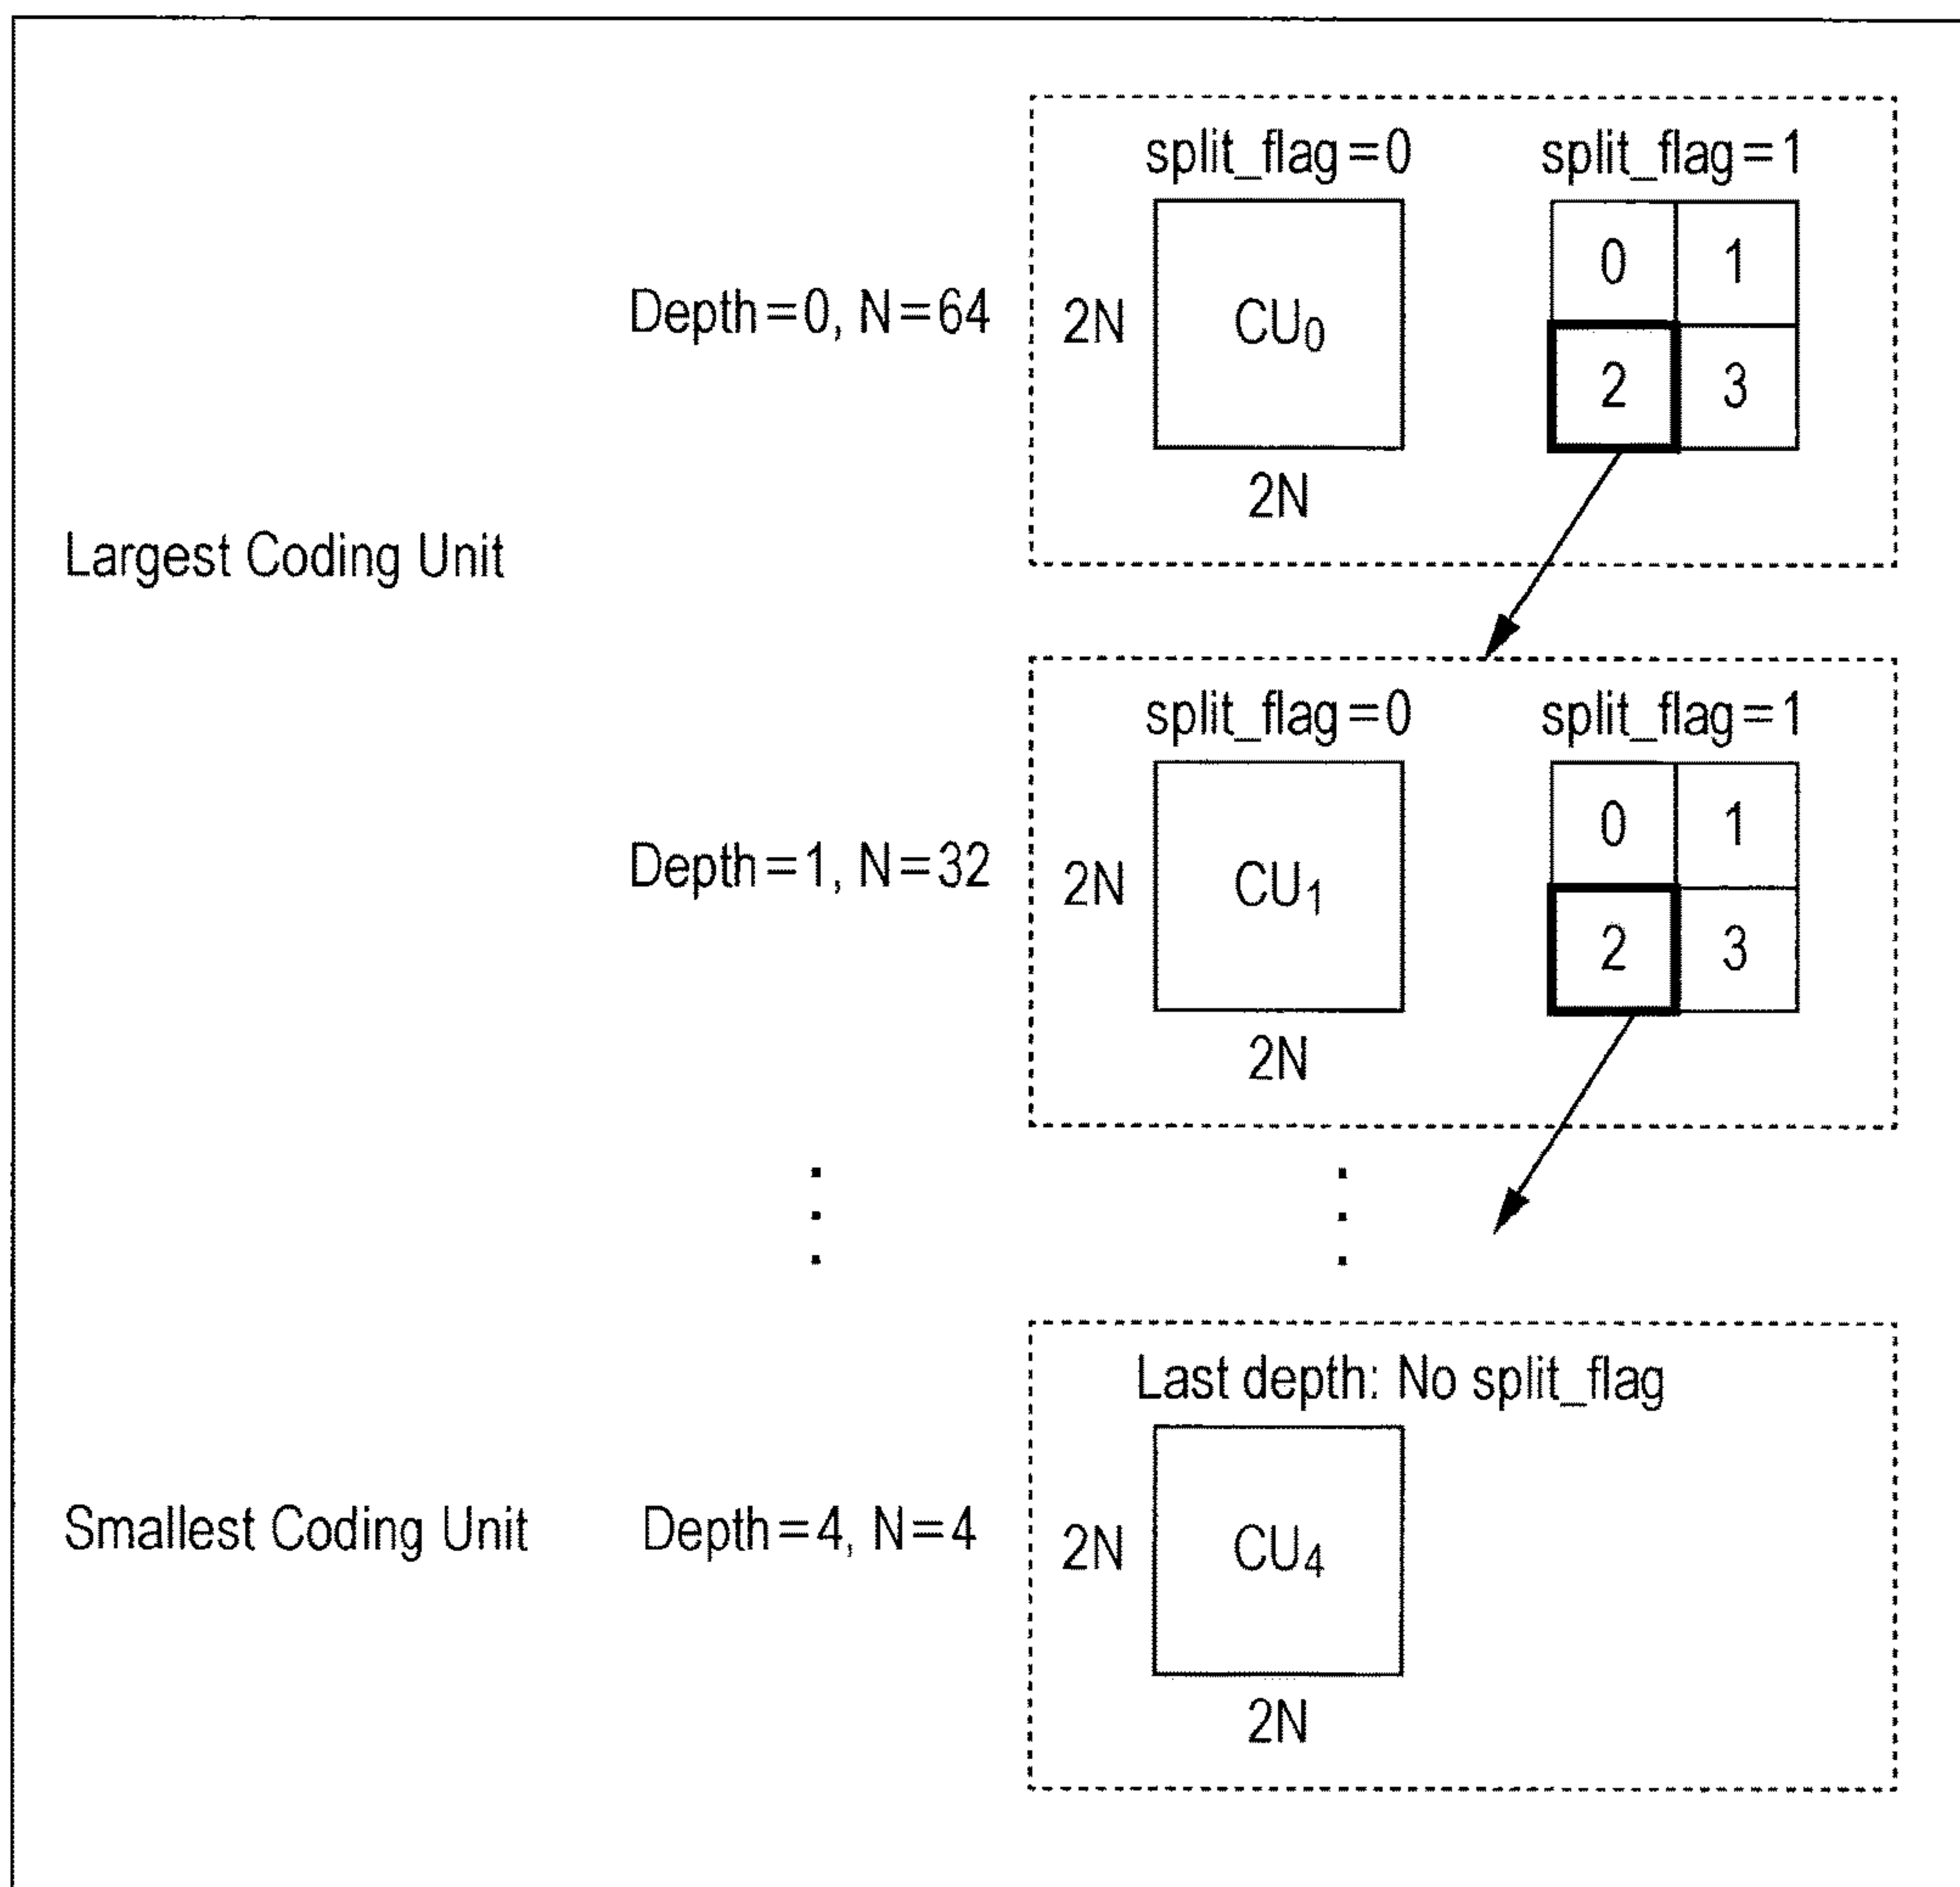 split_flag=0 split_flag=1
Depth=0, N=64
2N
CU₀
0 1
2 3
2N
Largest Coding Unit
split_flag=0 split_flag=1
Depth=1, N=32
2N
CU₁
0 1
2 3
2N
Last depth: No split_flag
Smallest Coding Unit
Depth=4, N=4
2N
CU₄
2N